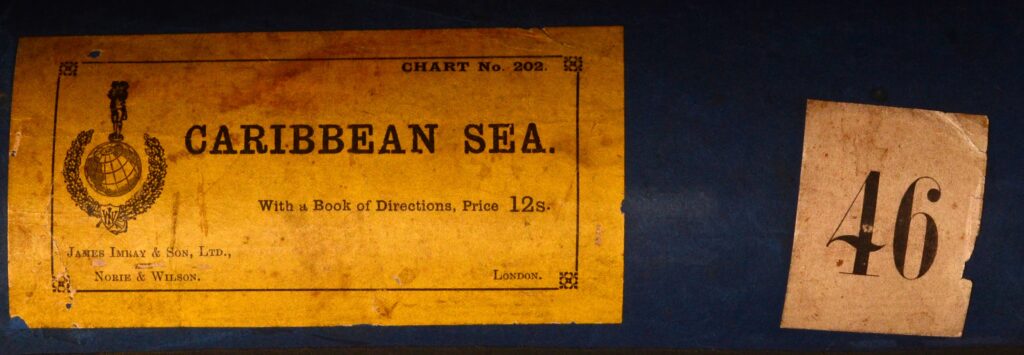 CHART No. 202.
CARIBBEAN SEA.
With a Book of Directions, Price 12s.
JAMES IMRAY & SON, LTD.,
NORIE & WILSON.
LONDON.
46